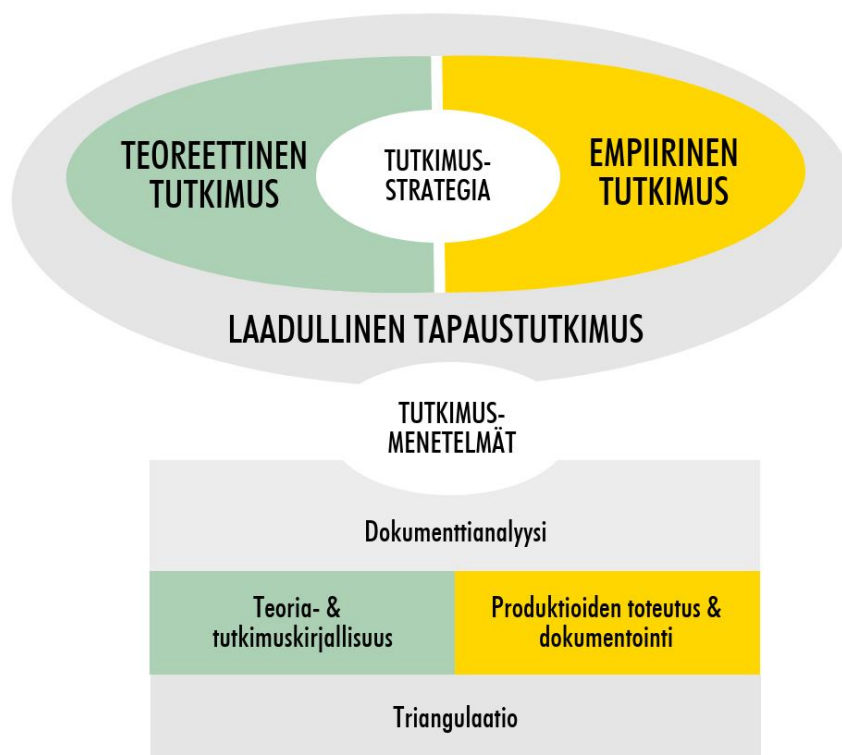 TEOREETTINEN
TUTKIMUS
TUTKIMUS-
STRATEGIA
EMPIIRINEN
TUTKIMUS
LAADULLINEN TAPAUSTUTKIMUS
TUTKIMUS-
MENETELMÄT
Dokumenttianalyysi
Teoria- &
tutkimuskirjallisuus
Produktioiden toteutus &
dokumentointi
Triangulaatio